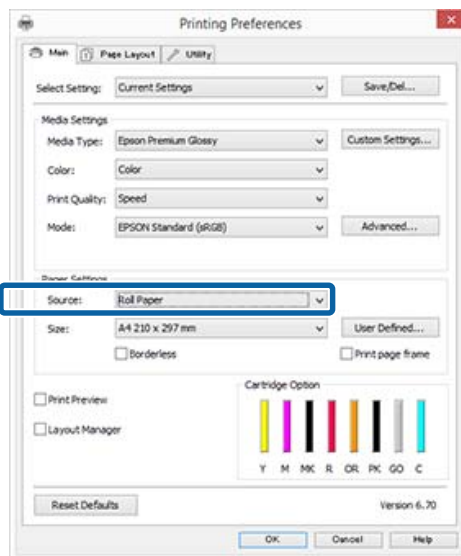 Printing Preferences
Main Page Layout Utility
Select Setting: Current Settings Save/Del...
Media Settings
Media Type: Epson Premium Glossy Custom Settings...
Color: Color
Print Quality: Speed
Mode: EPSON Standard (sRGB) Advanced...
Paper Settings
Source: Roll Paper
Size: A4 210 x 297 mm User Defined...
Borderless Print page frame
Cartridge Option
Print Preview
Layout Manager
Y M MK R OR PK GO C
Reset Defaults Version 6.70
OK Cancel Help